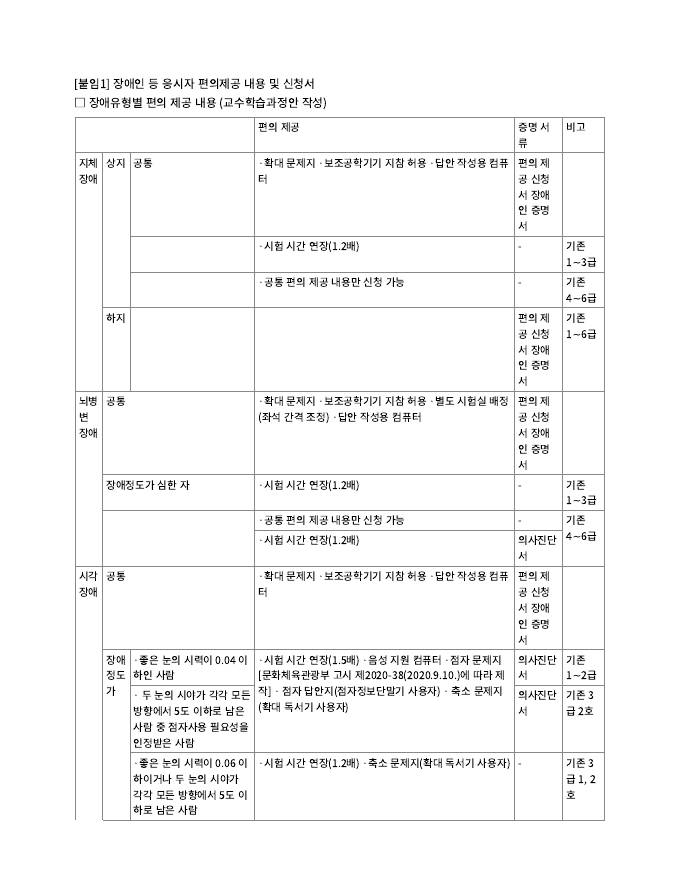 [붙임1] 장애인 등 응시자 편의제공 내용 및 신청서
□ 장애유형별 편의 제공 내용 (교수학습과정안 작성)
편의 제공
증명 서
류
비고
지체
장애
상지
공통
·확대 문제지 ·보조공학기기 지참 허용 ·답안 작성용 컴퓨
터
편의 제
공 신청
서 장애
인 증명
서
·시험 시간 연장(1.2배)
-
기존
1~3급
·공통 편의 제공 내용만 신청 가능
-
기존
4~6급
하지
편의 제
공 신청
서 장애
인 증명
서
기존
1~6급
뇌병
변
장애
공통
·확대 문제지 ·보조공학기기 지참 허용 ·별도 시험실 배정
(좌석 간격 조정) ·답안 작성용 컴퓨터
편의 제
공 신청
서 장애
인 증명
서
장애정도가 심한 자
·시험 시간 연장(1.2배)
-
기존
1~3급
·공통 편의 제공 내용만 신청 가능
-
기존
4~6급
·시험 시간 연장(1.2배)
의사진단
서
시각
장애
공통
·확대 문제지 ·보조공학기기 지참 허용 ·답안 작성용 컴퓨
터
편의 제
공 신청
서 장애
인 증명
서
장애
정도
가
·좋은 눈의 시력이 0.04 이
하인 사람
·시험 시간 연장(1.5배) ·음성 지원 컴퓨터 ·점자 문제지
[문화체육관광부 고시 제2020-38(2020.9.10.)에 따라 제
작] · 점자 답안지(점자정보단말기 사용자) · 축소 문제지
(확대 독서기 사용자)
의사진단
서
기존
1~2급
· 두 눈의 시야가 각각 모든
방향에서 5도 이하로 남은
사람 중 점자사용 필요성을
인정받은 사람
의사진단
서
기존 3
급 2호
·좋은 눈의 시력이 0.06 이
하이거나 두 눈의 시야가
각각 모든 방향에서 5도 이
하로 남은 사람
·시험 시간 연장(1.2배) ·축소 문제지(확대 독서기 사용자)
-
기존 3
급 1, 2
호